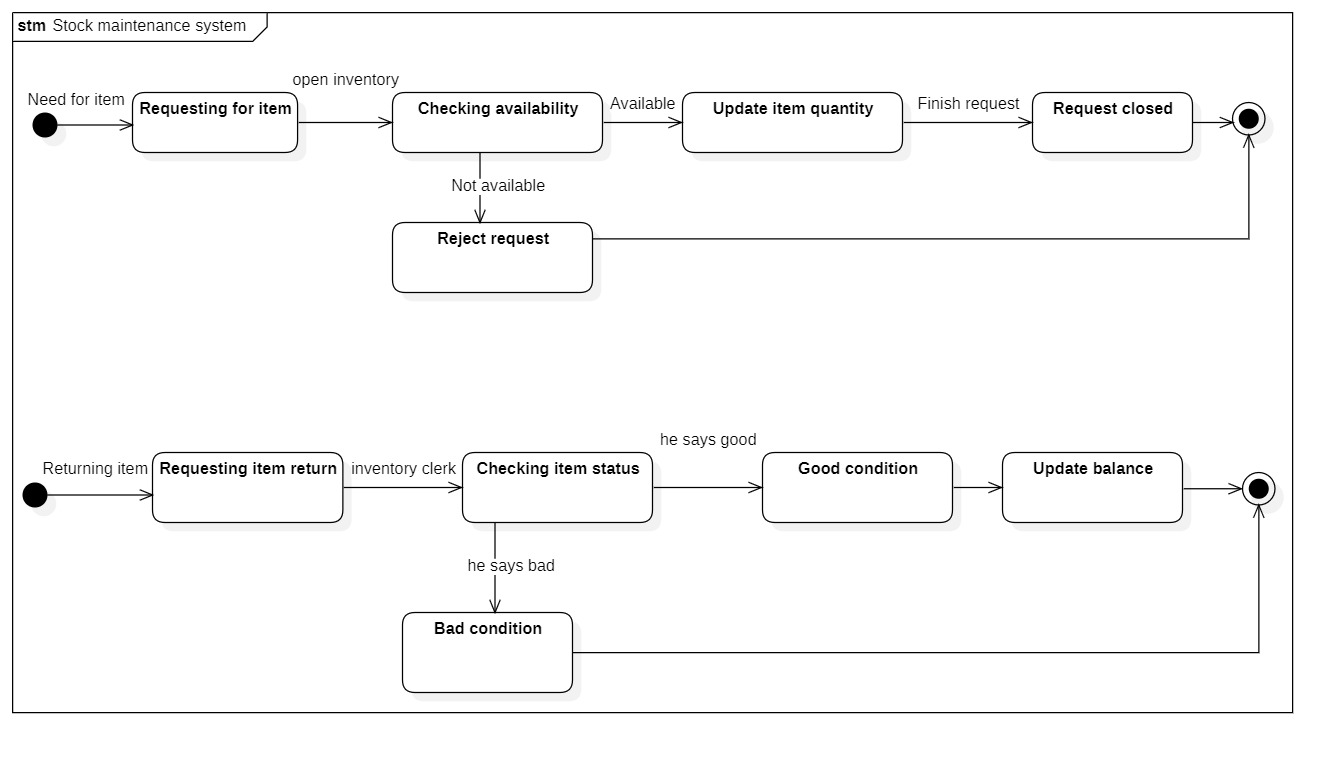 stm Stock maintenance system
open inventory
Need for item
Requesting for item
Checking availability
Available
Update item quantity
Finish request
Request closed
Not available
Reject request
he says good
Returning item
Requesting item return
inventory clerk
Checking item status
Good condition
Update balance
he says bad
Bad condition